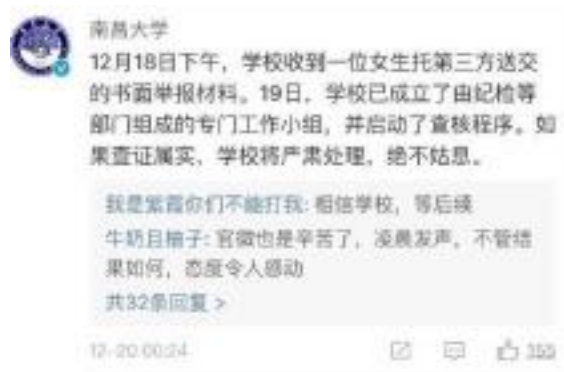 南昌大学
12月18日下午，学校收到一位女生托第三方送交
的书面举报材料。19日，学校已成立了由纪检等
部门组成的专门工作小组，并启动了查核程序。如
果查证属实、学校将严肃处理，绝不姑息。
我是紫霞你们不能打我: 相信学校，等后续
牛奶且柚子: 官微也是辛苦了，凌晨发声。不管结
果如何，态度令人感动
共32条回复 >
12-20 00:24
355